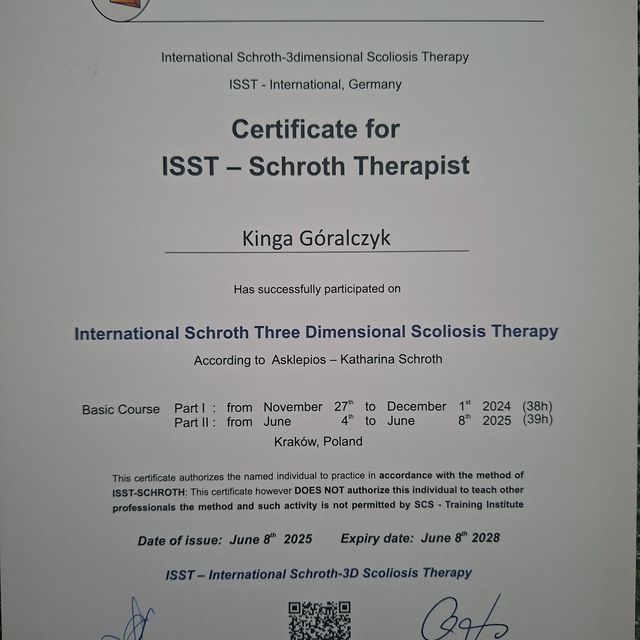 International Schroth-3dimensional Scoliosis Therapy
ISST - International, Germany
Certificate for
ISST – Schroth Therapist
Kinga Góralczyk
Has successfully participated on
International Schroth Three Dimensional Scoliosis Therapy
According to Asklepios – Katharina Schroth
Basic Course Part I : from November 27th to December 1st 2024 (38h)
Part II : from June 4th to June 8th 2025 (39h)
Kraków, Poland
This certificate authorizes the named individual to practice in accordance with the method of
ISST-SCHROTH: This certificate however DOES NOT authorize this individual to teach other
professionals the method and such activity is not permitted by SCS - Training Institute
Date of issue: June 8th 2025 Expiry date: June 8th 2028
ISST – International Schroth-3D Scoliosis Therapy